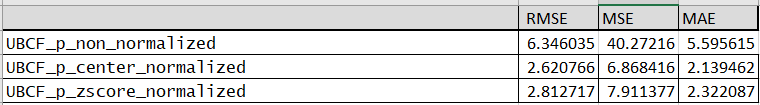 RMSE MSE MAE
UBCF_p_non_normalized 6.346035 40.27216 5.595615
UBCF_p_center_normalized 2.620766 6.868416 2.139462
UBCF_p_zscore_normalized 2.812717 7.911377 2.322087